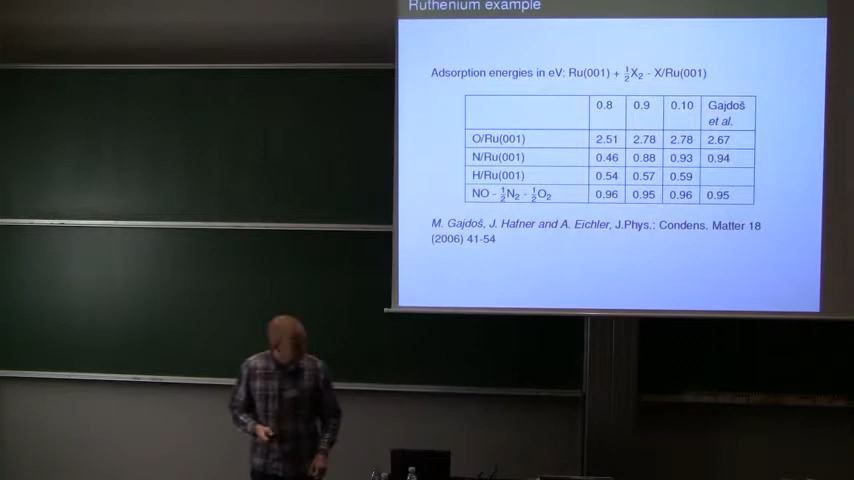 Ruthenium example
Adsorption energies in eV: Ru(001) + ½X₂ - X/Ru(001)
0.8 0.9 0.10 Gajdoš et al.
O/Ru(001) 2.51 2.78 2.78 2.67
N/Ru(001) 0.46 0.88 0.93 0.94
H/Ru(001) 0.54 0.57 0.59
NO - ½N₂ - ½O₂ 0.96 0.95 0.96 0.95
M. Gajdoš, J. Hafner and A. Eichler, J.Phys.: Condens. Matter 18
(2006) 41-54